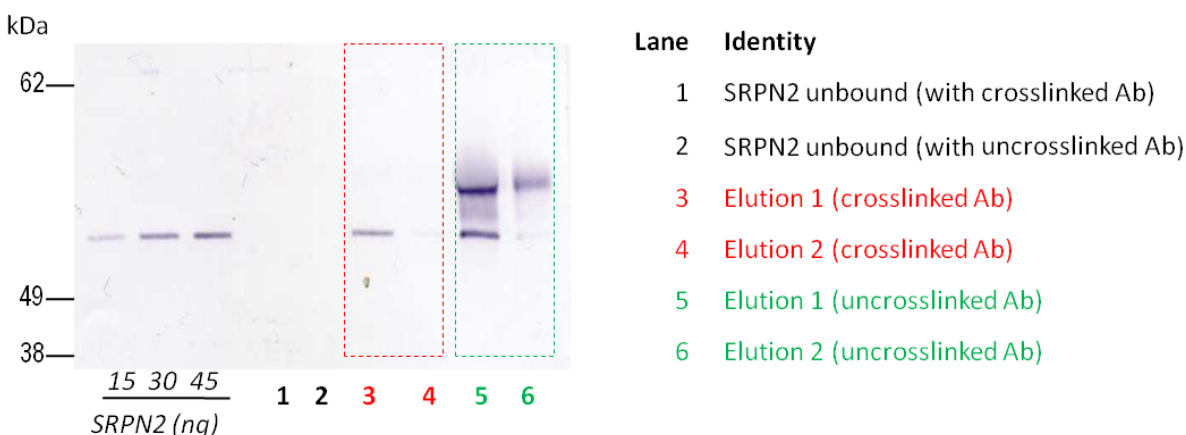 kDa
62
49
38
15 30 45
SRPN2 (ng)
1 2 3 4 5 6
Lane Identity
1 SRPN2 unbound (with crosslinked Ab)
2 SRPN2 unbound (with uncrosslinked Ab)
3 Elution 1 (crosslinked Ab)
4 Elution 2 (crosslinked Ab)
5 Elution 1 (uncrosslinked Ab)
6 Elution 2 (uncrosslinked Ab)